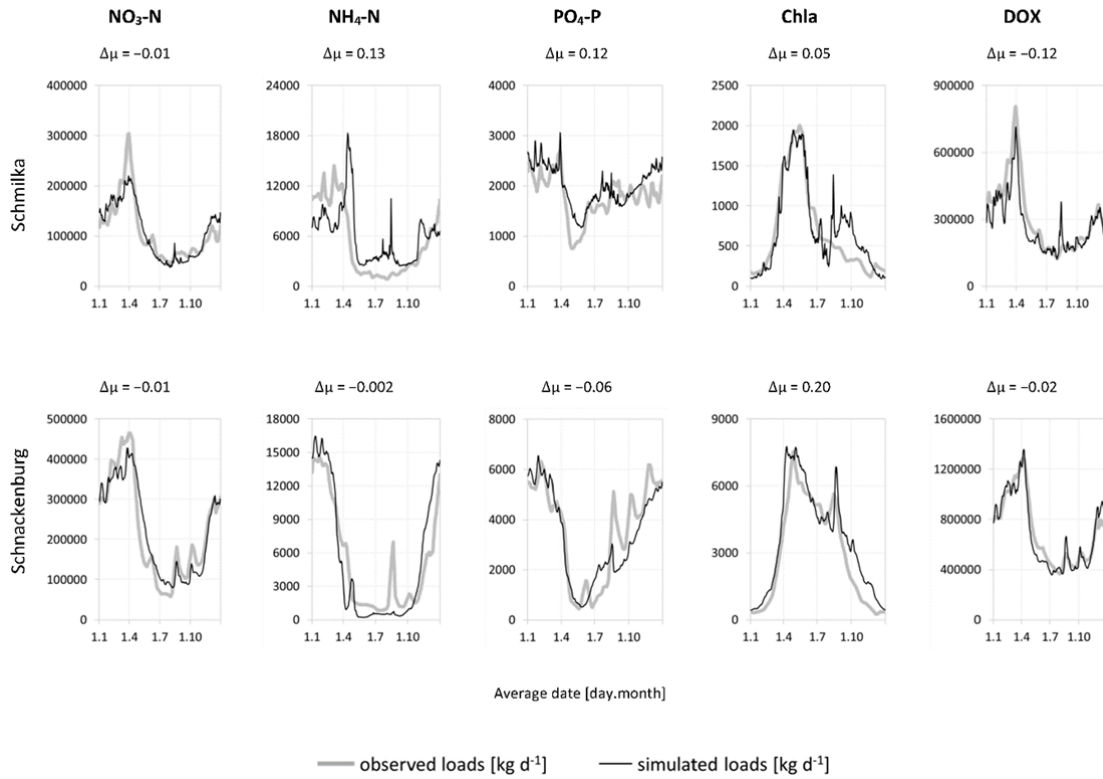 NO₃-N NH₄-N PO₄-P Chla DOX
Δμ = −0.01 Δμ = 0.13 Δμ = 0.12 Δμ = 0.05 Δμ = −0.12
Schmilka
400000 24000 4000 2500 900000
300000 18000 3000 2000 600000
200000 12000 2000 1500 300000
100000 6000 1000 1000 0
0 0 0 500
0
1.1 1.4 1.7 1.10 1.1 1.4 1.7 1.10 1.1 1.4 1.7 1.10 1.1 1.4 1.7 1.10 1.1 1.4 1.7 1.10
Δμ = −0.01 Δμ = −0.002 Δμ = −0.06 Δμ = 0.20 Δμ = −0.02
Schnackenburg
500000 18000 8000 9000 1600000
400000 15000 6000 6000 1200000
300000 12000 4000 3000 800000
200000 9000 2000 0 400000
100000 6000 0 0
0 3000
0
1.1 1.4 1.7 1.10 1.1 1.4 1.7 1.10 1.1 1.4 1.7 1.10 1.1 1.4 1.7 1.10 1.1 1.4 1.7 1.10
Average date [day.month]
observed loads [kg d⁻¹] simulated loads [kg d⁻¹]